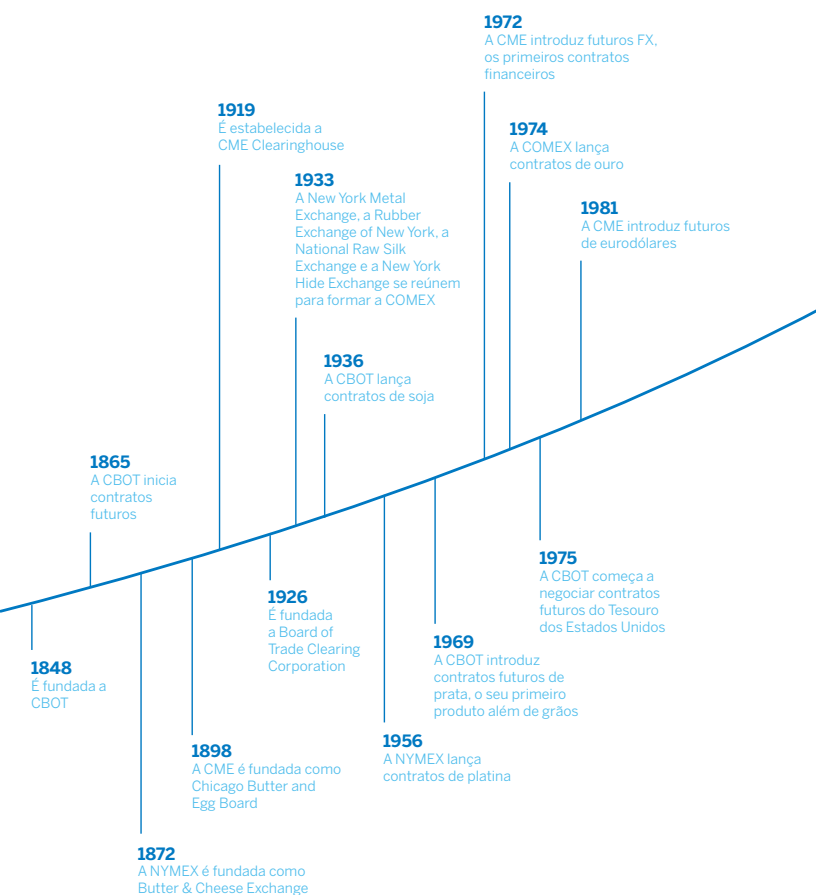 1972
A CME introduz futuros FX,
os primeiros contratos
financeiros
1919
É estabelecida a
CME Clearinghouse
1974
A COMEX lança
contratos de ouro
1933
A New York Metal
Exchange, a Rubber
Exchange of New York, a
National Raw Silk
Exchange e a New York
Hide Exchange se reúnem
para formar a COMEX
1981
A CME introduz futuros
de eurodólares
1936
A CBOT lança
contratos de soja
1865
A CBOT inicia
contratos
futuros
1975
A CBOT começa a
negociar contratos
futuros do Tesouro
dos Estados Unidos
1926
É fundada
a Board of
Trade Clearing
Corporation
1969
A CBOT introduz
contratos futuros de
prata, o seu primeiro
produto além de grãos
1848
É fundada a
CBOT
1956
A NYMEX lança
contratos de platina
1898
A CME é fundada como
Chicago Butter and
Egg Board
1872
A NYMEX é fundada como
Butter & Cheese Exchange